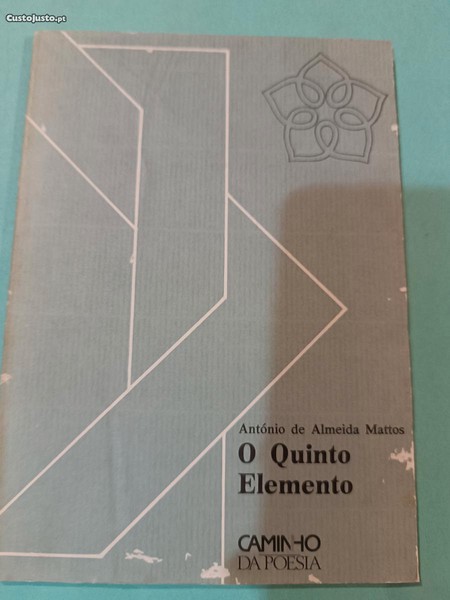 CustoJusto.pt
António de Almeida Mattos
O Quinto
Elemento
CAMINHO
DA POESIA